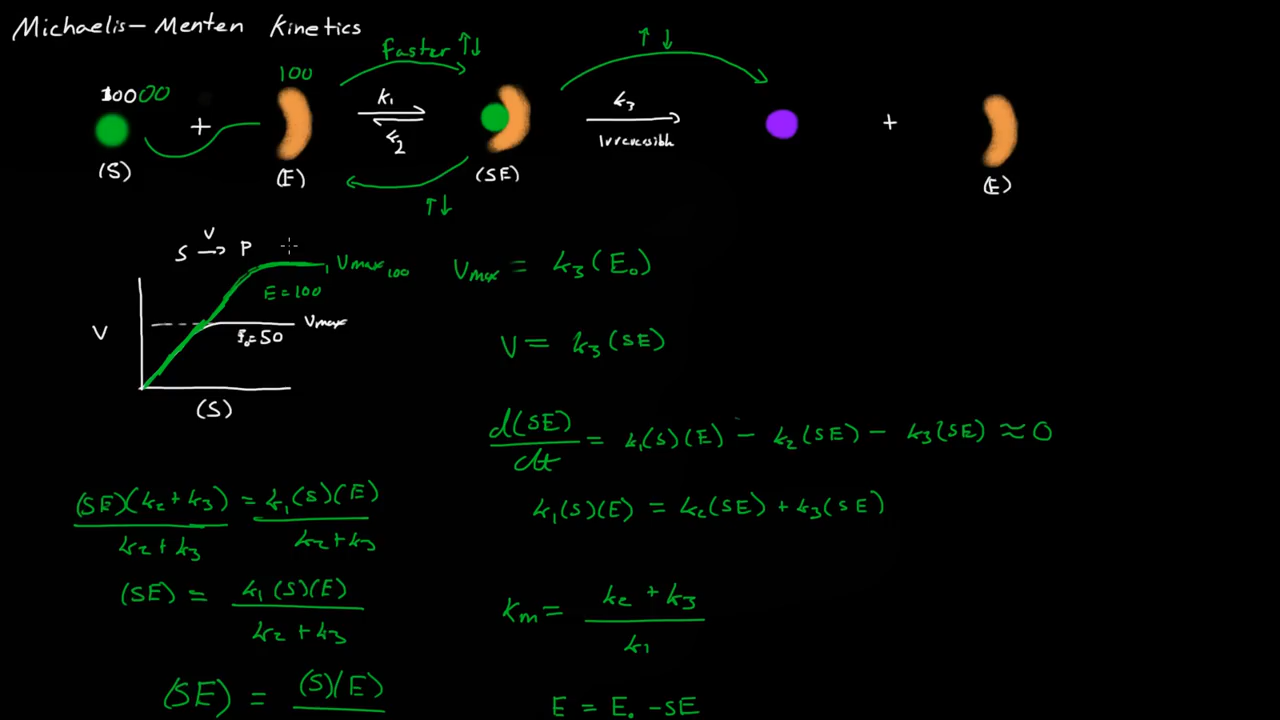 Michaelis-Menten Kinetics
Faster ↑↓
↑ ↓
10000
100
(S)
+
(E)
k₁
k₂
(SE)
k₃
Irreversible
+
(E)
↑↓
S →(V) P
Vmax₁₀₀
E = 100
Vmax
E₀ = 50
V
(S)
Vmax = k₃(E₀)
V = k₃(SE)
d(SE)/dt = k₁(S)(E) - k₂(SE) - k₃(SE) ≈ 0
k₁(S)(E) = k₂(SE) + k₃(SE)
(SE)(k₂ + k₃) = k₁(S)(E)
k₂ + k₃
k₂ + k₃
(SE) = k₁(S)(E)
k₂ + k₃
(SE) = (S)(E)
Km = k₂ + k₃
k₁
E = E₀ - SE